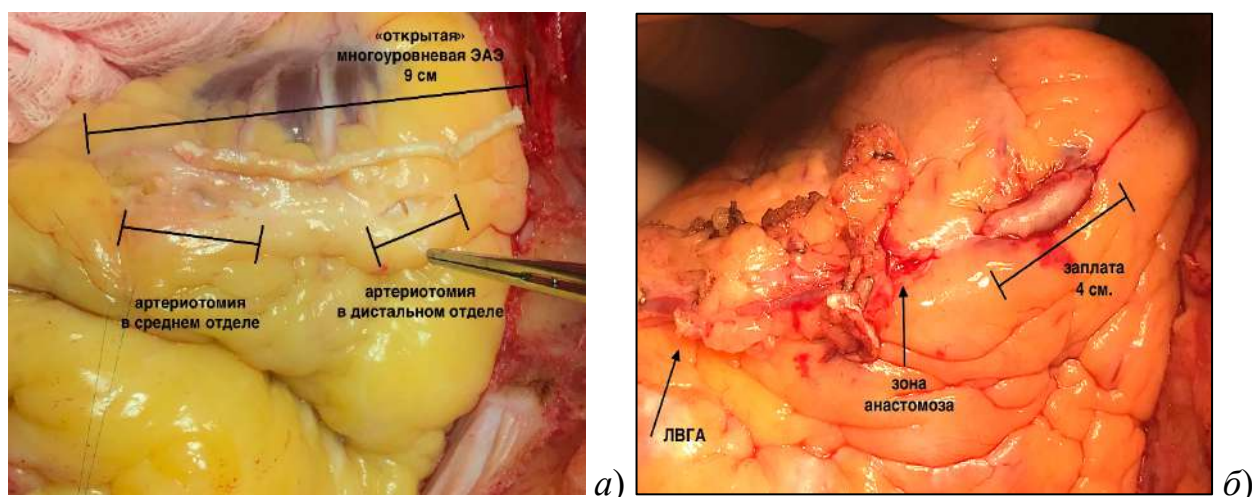 «открытая»
многоуровневая ЭАЭ
9 см
артериотомия
в среднем отделе
артериотомия
в дистальном отделе
а)
заплата
4 см.
зона
анастомоза
ЛВГА
б)